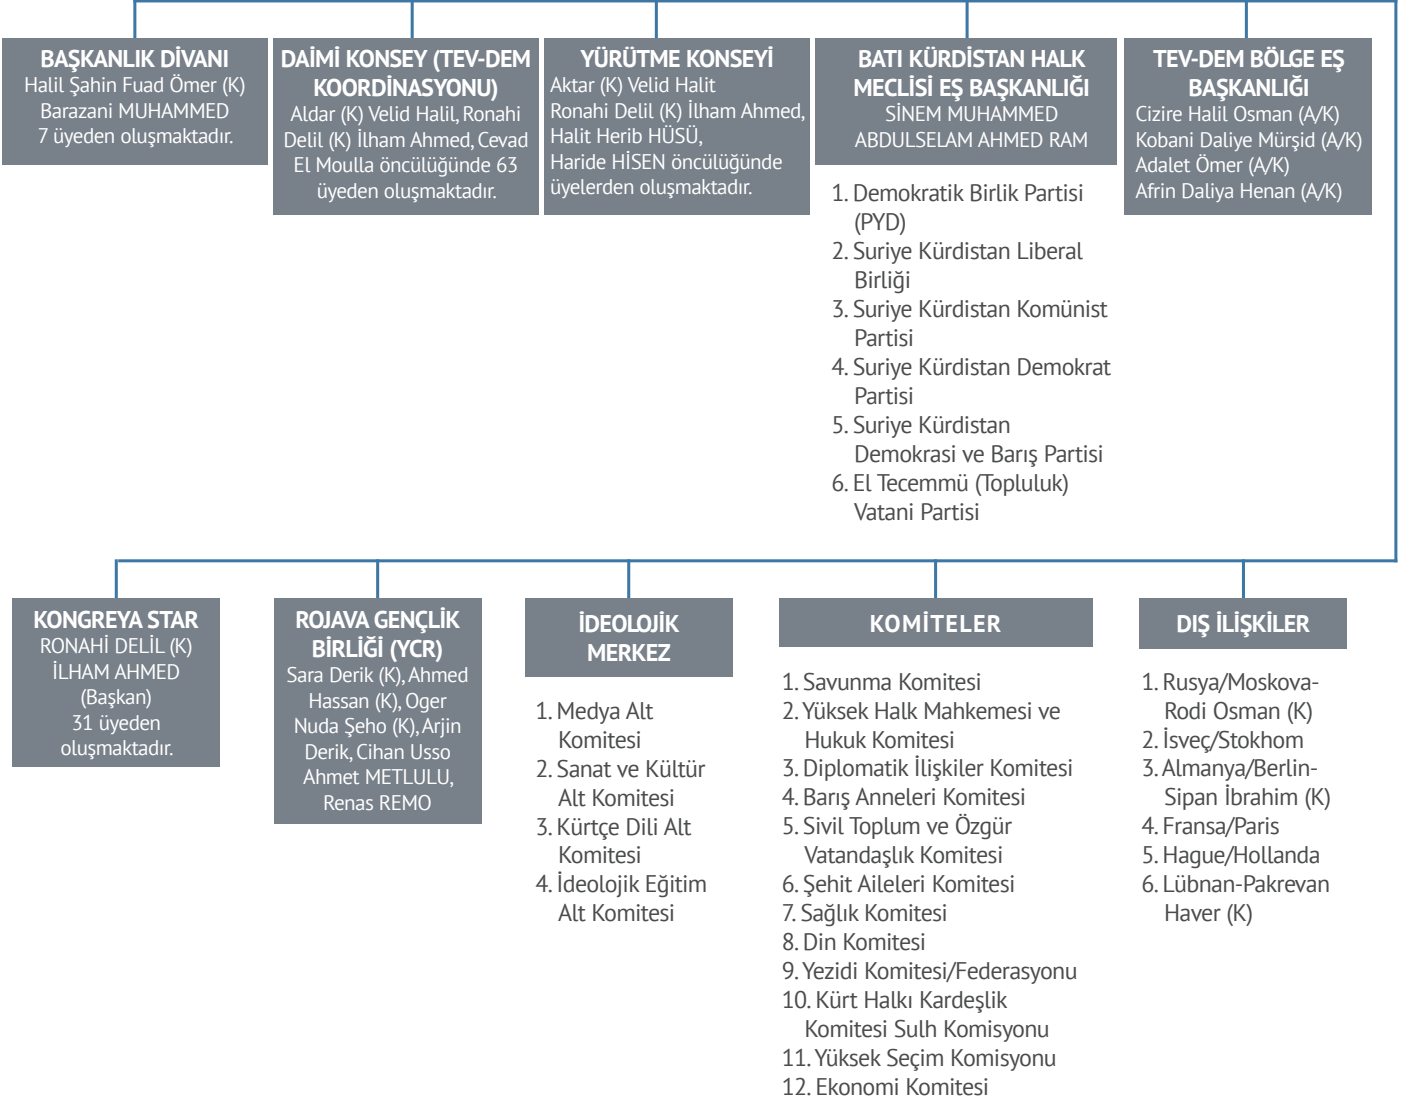 BAŞKANLIK DİVANI
Halil Şahin Fuad Ömer (K)
Barazani MUHAMMED
7 üyeden oluşmaktadır.
DAİMİ KONSEY (TEV-DEM
KOORDİNASYONU)
Aldar (K) Velid Halil, Ronahi
Delil (K) İlham Ahmed, Cevad
El Moulla öncülüğünde 63
üyeden oluşmaktadır.
YÜRÜTME KONSEYİ
Aktar (K) Velid Halit
Ronahi Delil (K) İlham Ahmed,
Halit Herib HÜSÜ,
Haride HİSEN öncülüğünde
üyelerden oluşmaktadır.
BATI KÜRDİSTAN HALK
MECLİSİ EŞ BAŞKANLIĞI
SİNEM MUHAMMED
ABDULSELAM AHMED RAM
1. Demokratik Birlik Partisi
(PYD)
2. Suriye Kürdistan Liberal
Birliği
3. Suriye Kürdistan Komünist
Partisi
4. Suriye Kürdistan Demokrat
Partisi
5. Suriye Kürdistan
Demokrasi ve Barış Partisi
6. El Tecemmü (Topluluk)
Vatani Partisi
TEV-DEM BÖLGE EŞ
BAŞKANLIĞI
Cizire Halil Osman (A/K)
Kobani Daliye Mürşid (A/K)
Adalet Ömer (A/K)
Afrin Daliya Henan (A/K)
KONGREYA STAR
RONAHİ DELİL (K)
İLHAM AHMED
(Başkan)
31 üyeden
oluşmaktadır.
ROJAVA GENÇLİK
BİRLİĞİ (YCR)
Sara Derik (K), Ahmed
Hassan (K), Oger
Nuda Şeho (K), Arjin
Derik, Cihan Usso
Ahmet METLULU,
Renas REMO
İDEOLOJİK
MERKEZ
1. Medya Alt
Komitesi
2. Sanat ve Kültür
Alt Komitesi
3. Kürtçe Dili Alt
Komitesi
4. İdeolojik Eğitim
Alt Komitesi
KOMİTELER
1. Savunma Komitesi
2. Yüksek Halk Mahkemesi ve
Hukuk Komitesi
3. Diplomatik İlişkiler Komitesi
4. Barış Anneleri Komitesi
5. Sivil Toplum ve Özgür
Vatandaşlık Komitesi
6. Şehit Aileleri Komitesi
7. Sağlık Komitesi
8. Din Komitesi
9. Yezidi Komitesi/Federasyonu
10. Kürt Halkı Kardeşlik
Komitesi Sulh Komisyonu
11. Yüksek Seçim Komisyonu
12. Ekonomi Komitesi
DIŞ İLİŞKİLER
1. Rusya/Moskova-
Rodi Osman (K)
2. İsveç/Stokhom
3. Almanya/Berlin-
Sipan İbrahim (K)
4. Fransa/Paris
5. Hague/Hollanda
6. Lübnan-Pakrevan
Haver (K)